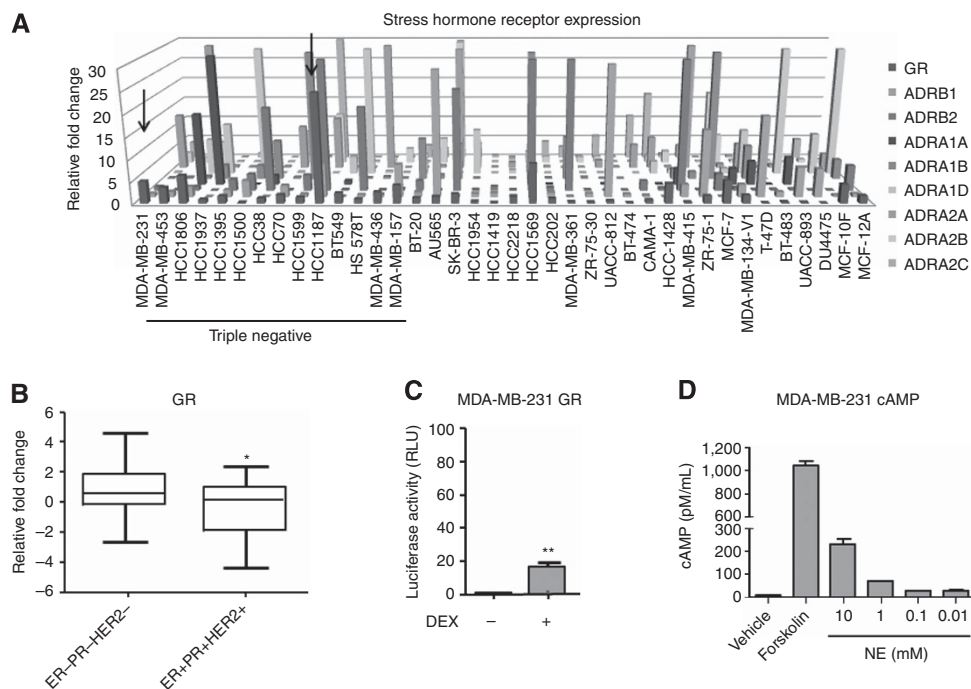 A
Stress hormone receptor expression
Relative fold change
30
25
20
15
10
5
0
MDA-MB-231
MDA-MB-453
HCC1806
HCC1937
HCC1395
HCC1500
HCC38
HCC70
HCC1599
HCC1187
BT549
HS 578T
MDA-MB-436
MDA-MB-157
BT-20
AU565
SK-BR-3
HCC1954
HCC1419
HCC2218
HCC1569
HCC202
MDA-MB-361
ZR-75-30
UACC-812
BT-474
CAMA-1
HCC-1428
MDA-MB-415
ZR-75-1
MCF-7
MDA-MB-134-V1
T-47D
BT-483
UACC-893
DU4475
MCF-10F
MCF-12A
Triple negative
GR
ADRB1
ADRB2
ADRA1A
ADRA1B
ADRA1D
ADRA2A
ADRA2B
ADRA2C
B
GR
Relative fold change
6
4
2
0
−2
−4
−6
*
ER−PR−HER2−
ER+PR+HER2+
C
MDA-MB-231 GR
Luciferase activity (RLU)
100
80
60
40
20
0
**
DEX − +
D
MDA-MB-231 cAMP
cAMP (pM/mL)
1,200
1,000
800
600
300
200
100
0
Vehicle
Forskolin
10 1 0.1 0.01
NE (mM)